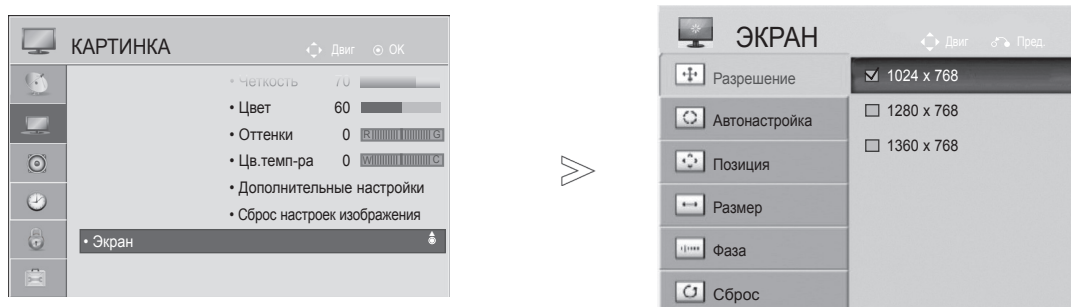 КАРТИНКА
Двиг OK
• Четкость 70
• Цвет 60
• Оттенки 0 R G
• Цв.темп-ра 0 W C
• Дополнительные настройки
• Сброс настроек изображения
• Экран
ЭКРАН
Двиг Пред.
Разрешение
Автонастройка
Позиция
Размер
Фаза
Сброс
1024 x 768
1280 x 768
1360 x 768